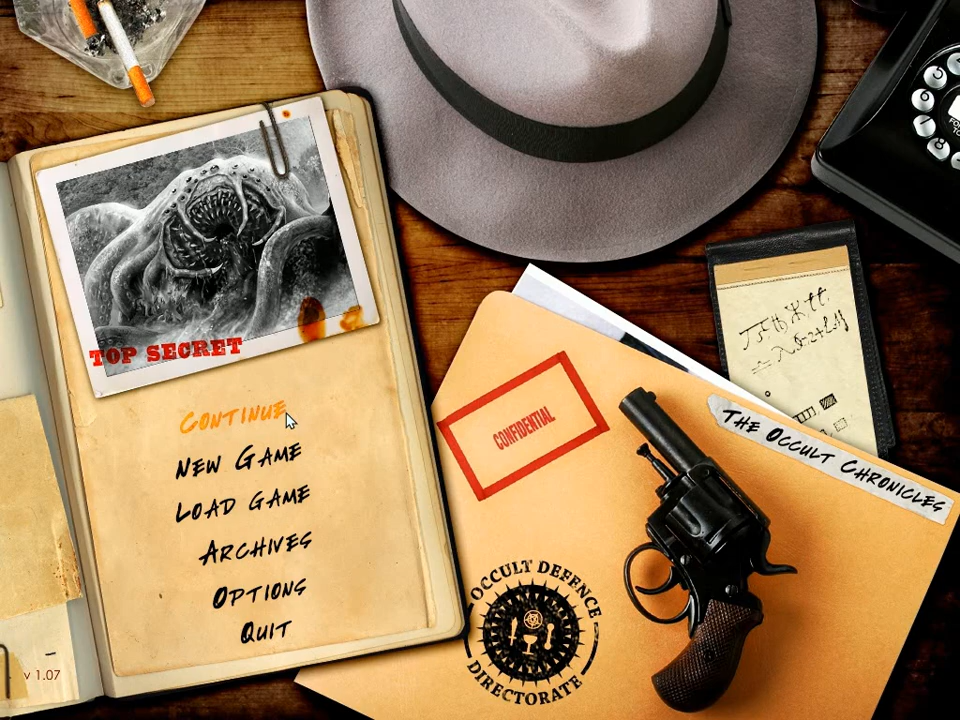 TOP SECRET
CONTINUE
NEW GAME
LOAD GAME
ARCHIVES
OPTIONS
QUIT
v 1.07
CONFIDENTIAL
THE OCCULT CHRONICLES
OCCULT DEFENCE
DIRECTORATE